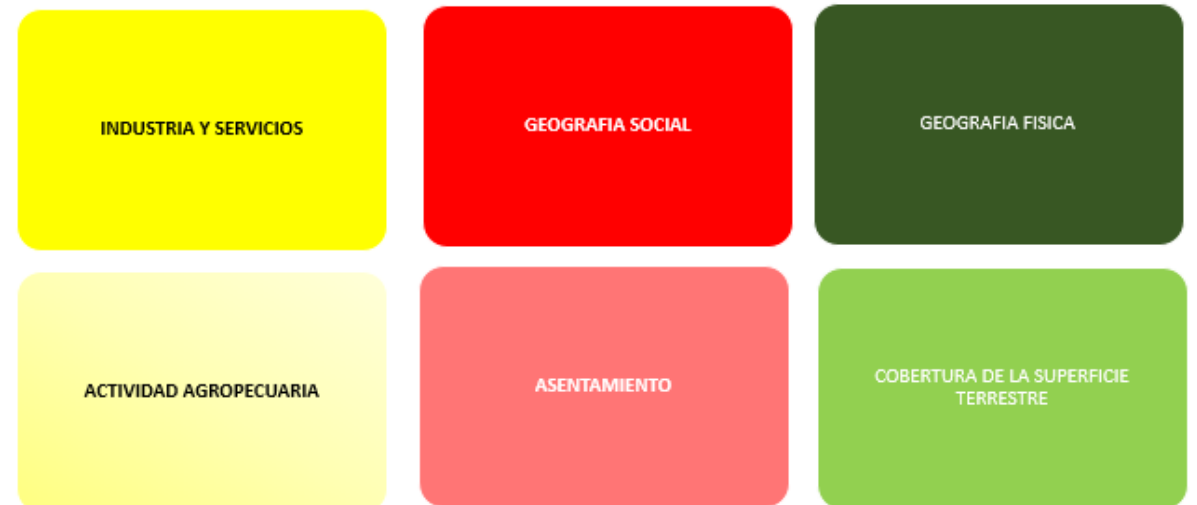 INDUSTRIA Y SERVICIOS
GEOGRAFIA SOCIAL
GEOGRAFIA FISICA
ACTIVIDAD AGROPECUARIA
ASENTAMIENTO
COBERTURA DE LA SUPERFICIE
TERRESTRE